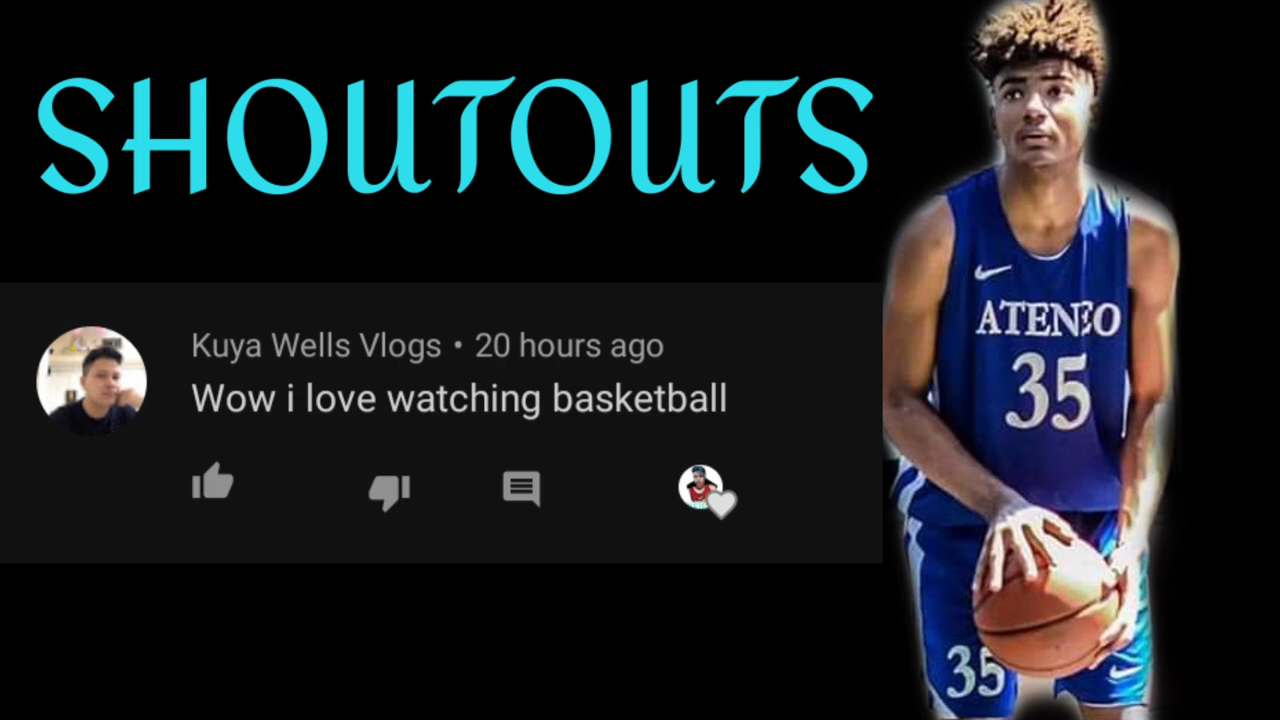 SHOUTOUTS
Kuya Wells Vlogs • 20 hours ago
Wow i love watching basketball
ATENEO
35
35